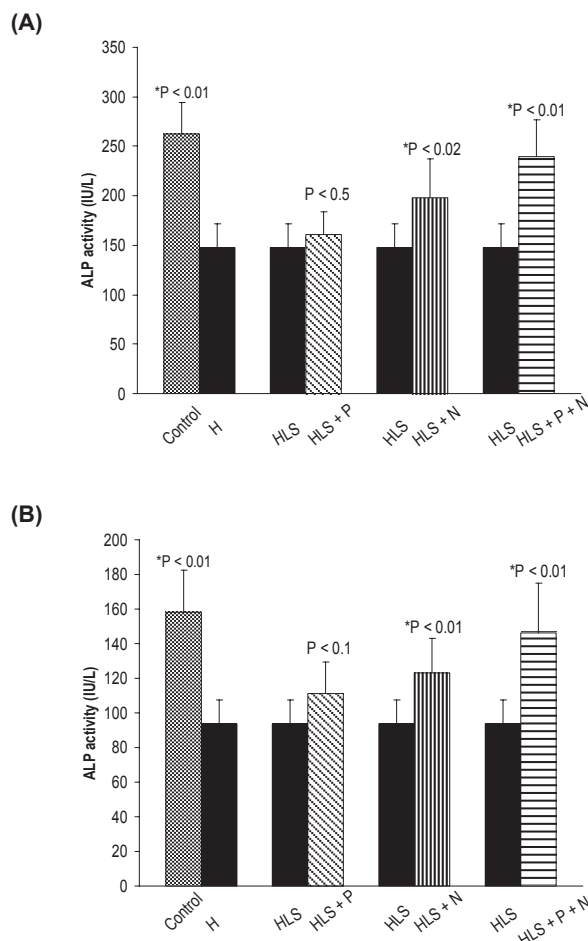 (A)
350
300
250
200
150
100
50
0
ALP activity (IU/L)
*P < 0.01
P < 0.5
*P < 0.02
*P < 0.01
Control
H
HLS
HLS + P
HLS
HLS + N
HLS
HLS + P + N
(B)
200
180
160
140
120
100
80
60
40
20
0
ALP activity (IU/L)
*P < 0.01
P < 0.1
*P < 0.01
*P < 0.01
Control
H
HLS
HLS + P
HLS
HLS + N
HLS
HLS + P + N